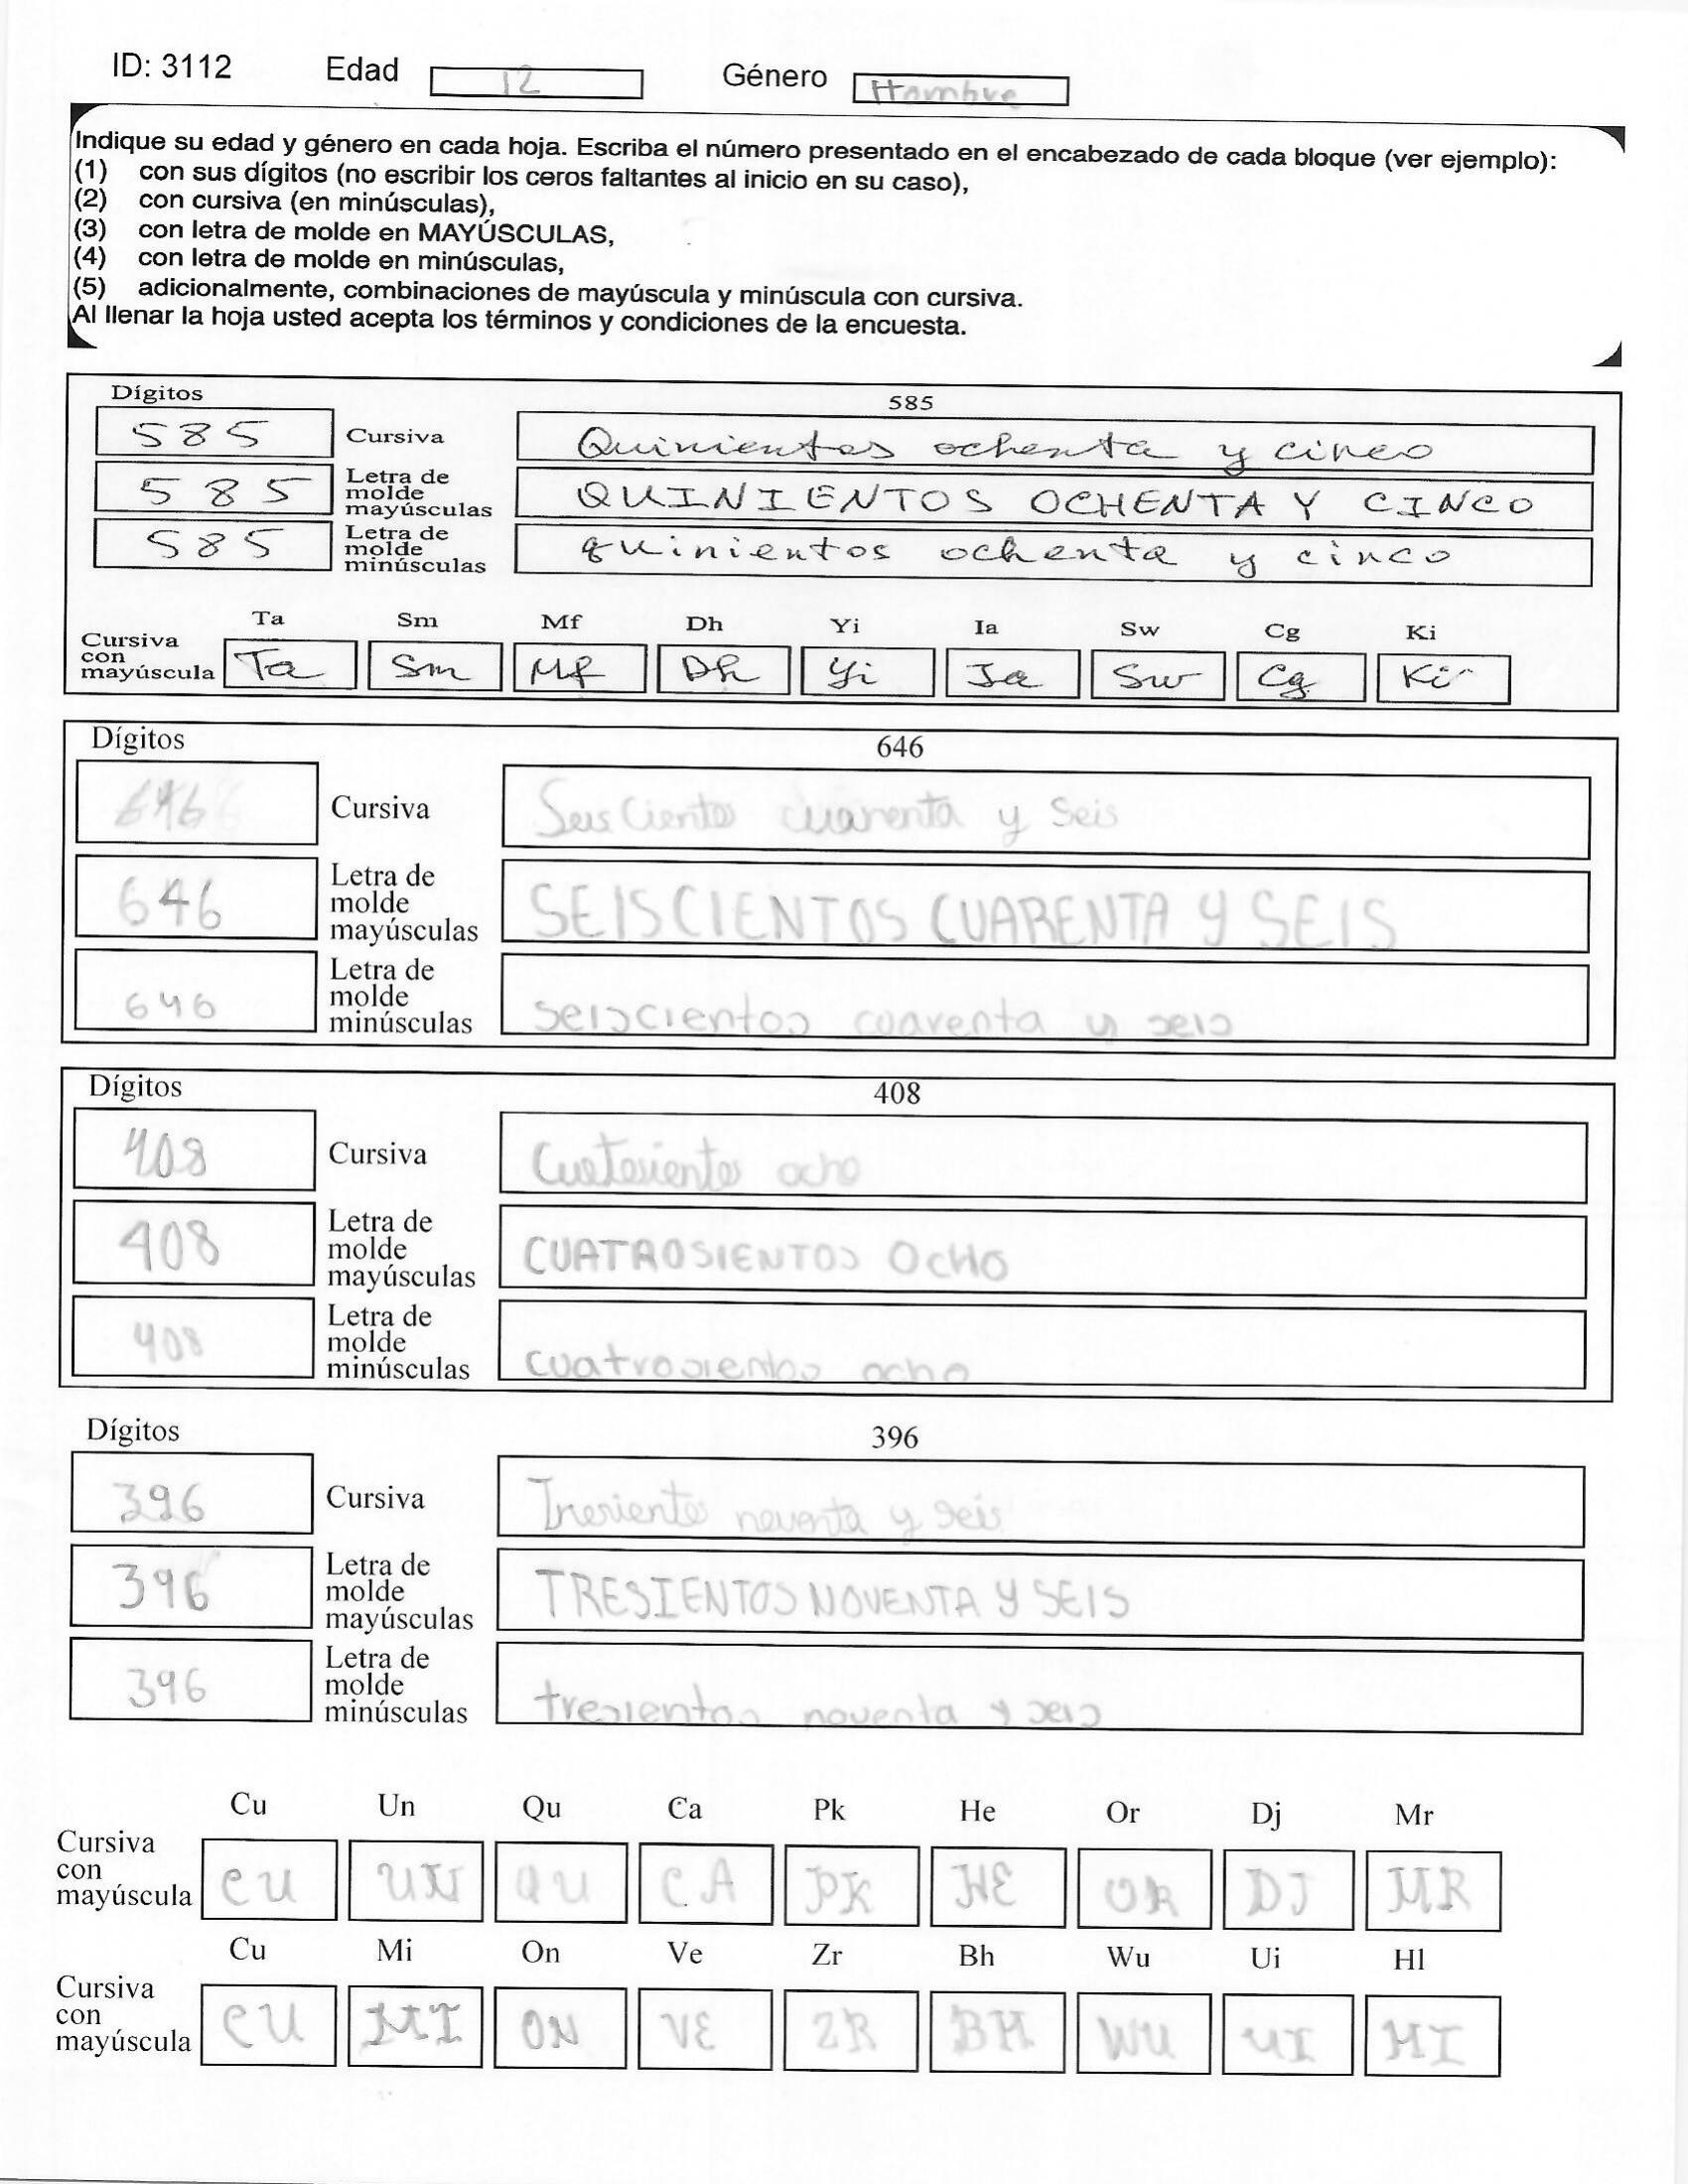 ID: 3112 Edad 12 Género Hombre
Indique su edad y género en cada hoja. Escriba el número presentado en el encabezado de cada bloque (ver ejemplo):
(1) con sus dígitos (no escribir los ceros faltantes al inicio en su caso),
(2) con cursiva (en minúsculas),
(3) con letra de molde en MAYÚSCULAS,
(4) con letra de molde en minúsculas,
(5) adicionalmente, combinaciones de mayúscula y minúscula con cursiva.
Al llenar la hoja usted acepta los términos y condiciones de la encuesta.
Dígitos 585
585 Cursiva Quinientos ochenta y cinco
585 Letra de molde mayúsculas QUINIENTOS OCHENTA Y CINCO
585 Letra de molde minúsculas quinientos ochenta y cinco
Ta Sm Mf Dh Yi Ia Sw Cg Ki
Cursiva con mayúscula Ta Sm Mf Dh Yi Ia Sw Cg Ki
Dígitos 646
646 Cursiva Seis Cientos cuarenta y Seis
646 Letra de molde mayúsculas SEISCIENTOS CUARENTA Y SEIS
646 Letra de molde minúsculas seiscientos cuarenta y seis
Dígitos 408
408 Cursiva ocho
408 Letra de molde mayúsculas CUATROSIENTOS OCHO
408 Letra de molde minúsculas cuatrosientos ocho
Dígitos 396
396 Cursiva y seis
396 Letra de molde mayúsculas TRESIENTOS NOVENTA Y SEIS
396 Letra de molde minúsculas tresientos noventa y seis
Cu Un Qu Ca Pk He Or Dj Mr
Cursiva con mayúscula CU UN QU CA PK HE OR DJ MR
Cu Mi On Ve Zr Bh Wu Ui Hl
Cursiva con mayúscula CU MI ON VE ZR BH WU UI HI